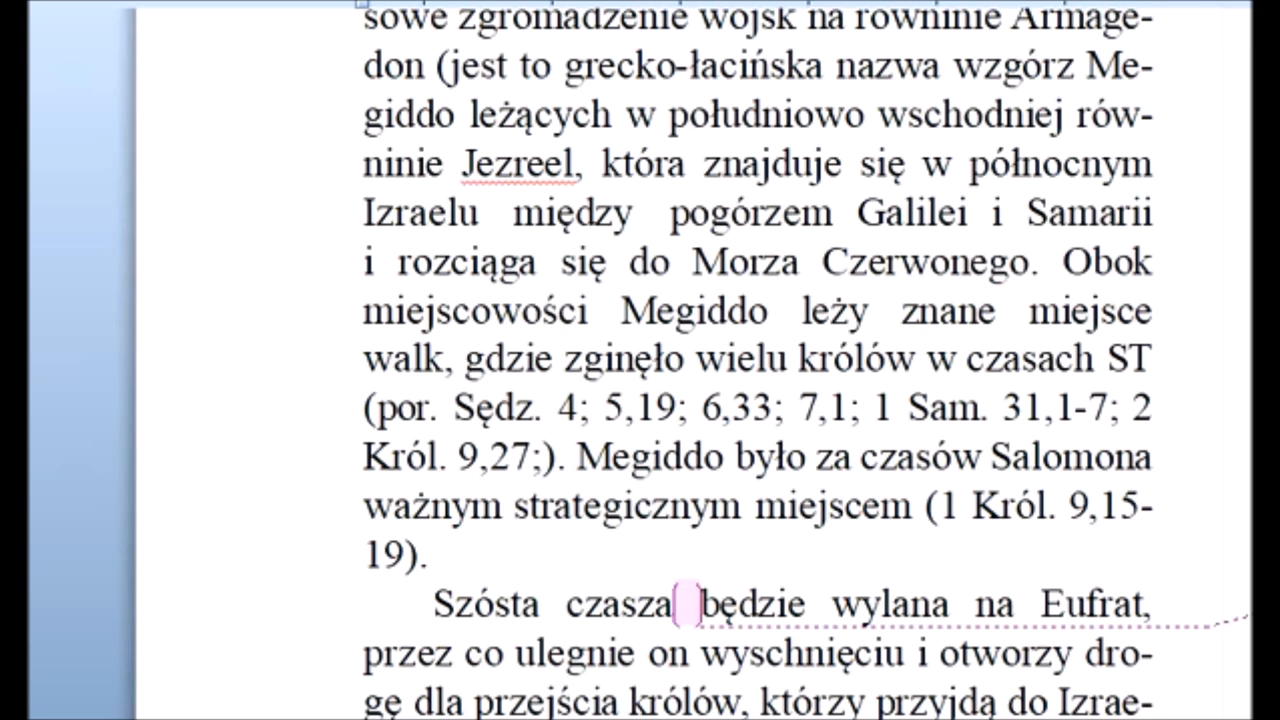 sowe zgromadzenie wojsk na równinie Armage-
don (jest to grecko-łacińska nazwa wzgórz Me-
giddo leżących w południowo wschodniej rów-
ninie Jezreel, która znajduje się w północnym
Izraelu między pogórzem Galilei i Samarii
i rozciąga się do Morza Czerwonego. Obok
miejscowości Megiddo leży znane miejsce
walk, gdzie zginęło wielu królów w czasach ST
(por. Sędz. 4; 5,19; 6,33; 7,1; 1 Sam. 31,1-7; 2
Król. 9,27;). Megiddo było za czasów Salomona
ważnym strategicznym miejscem (1 Król. 9,15-
19).
Szósta czasza będzie wylana na Eufrat,
przez co ulegnie on wyschnięciu i otworzy dro-
gę dla przejścia królów, którzy przyjdą do Izrae-